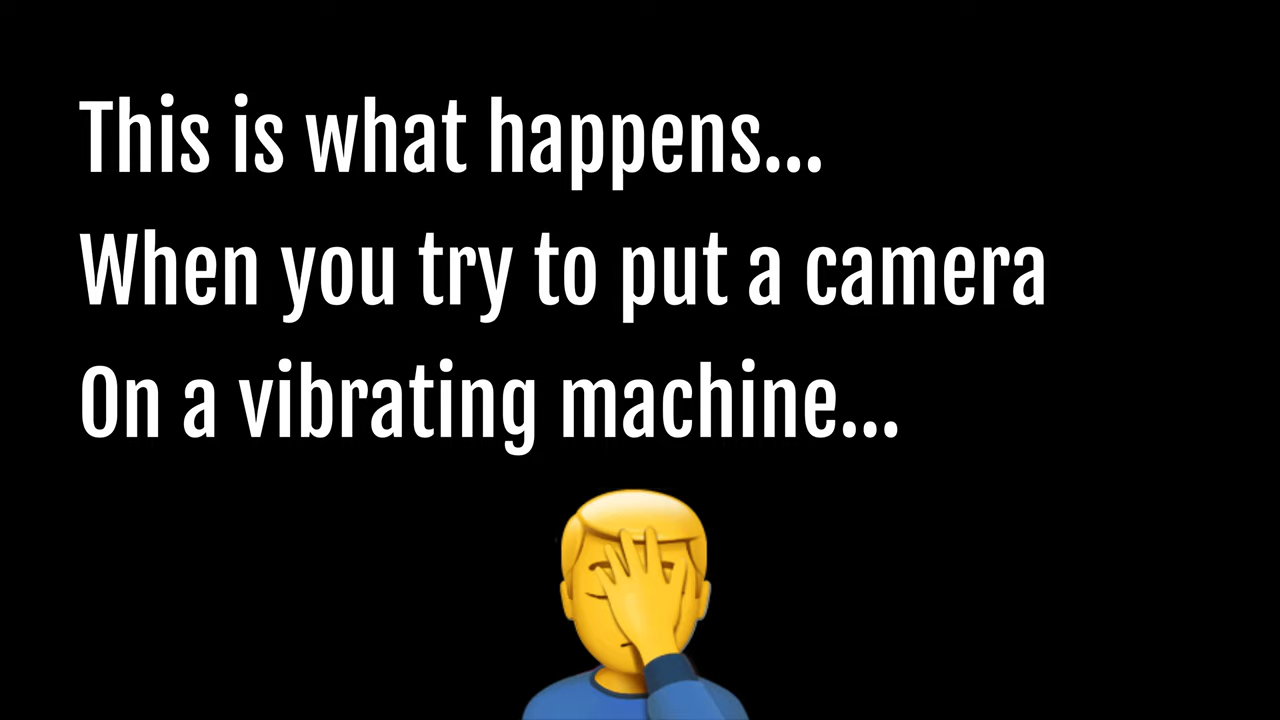 This is what happens...
When you try to put a camera
On a vibrating machine...